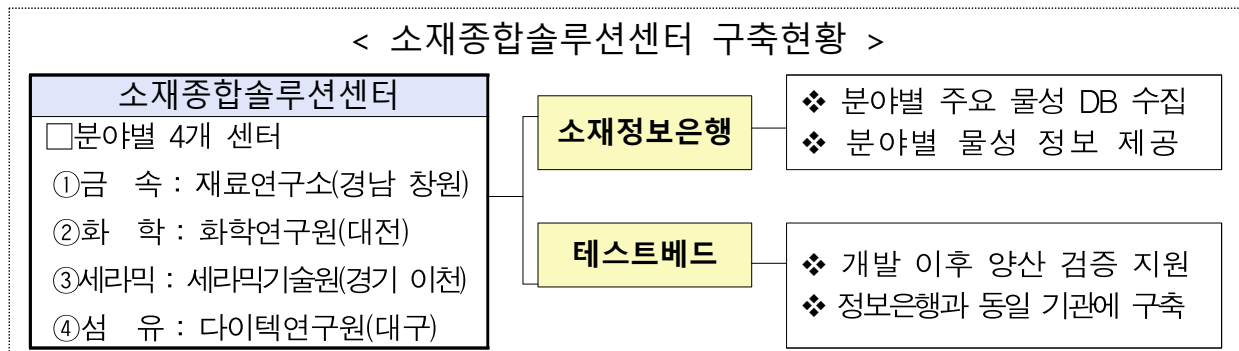 < 소재종합솔루션센터 구축현황 >
소재종합솔루션센터
□분야별 4개 센터
①금 속 : 재료연구소(경남 창원)
②화 학 : 화학연구원(대전)
③세라믹 : 세라믹기술원(경기 이천)
④섬 유 : 다이텍연구원(대구)
소재정보은행
❖ 분야별 주요 물성 DB 수집
❖ 분야별 물성 정보 제공
테스트베드
❖ 개발 이후 양산 검증 지원
❖ 정보은행과 동일 기관에 구축